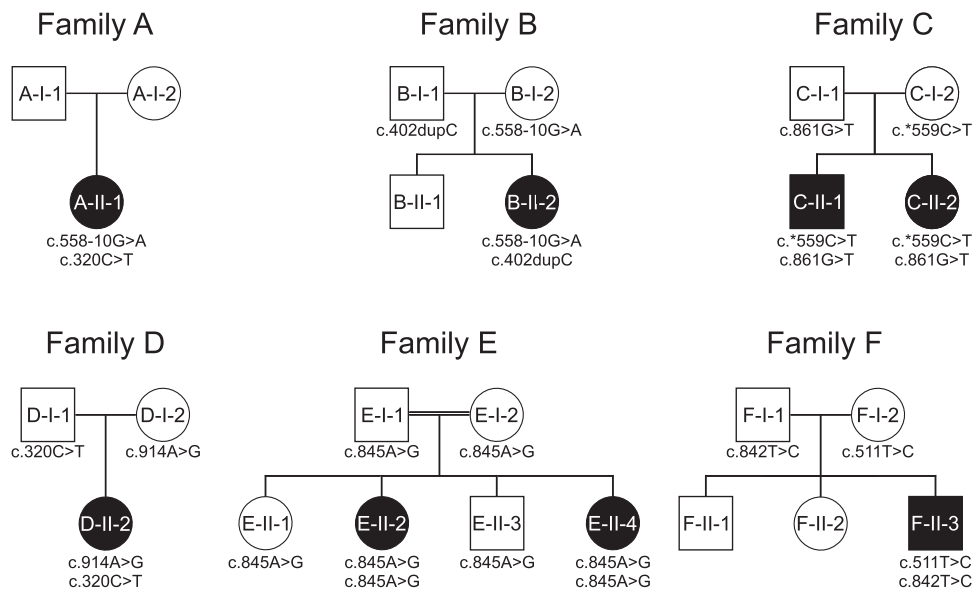 Family A
Family B
Family C
A-I-1
A-I-2
B-I-1
B-I-2
C-I-1
C-I-2
c.402dupC
c.558-10G>A
c.861G>T
c.*559C>T
A-II-1
B-II-1
B-II-2
C-II-1
C-II-2
c.558-10G>A
c.320C>T
c.558-10G>A
c.402dupC
c.*559C>T
c.861G>T
c.*559C>T
c.861G>T
Family D
Family E
Family F
D-I-1
D-I-2
E-I-1
E-I-2
F-I-1
F-I-2
c.320C>T
c.914A>G
c.845A>G
c.845A>G
c.842T>C
c.511T>C
D-II-2
E-II-1
E-II-2
E-II-3
E-II-4
F-II-1
F-II-2
F-II-3
c.914A>G
c.320C>T
c.845A>G
c.845A>G
c.845A>G
c.845A>G
c.845A>G
c.845A>G
c.511T>C
c.842T>C